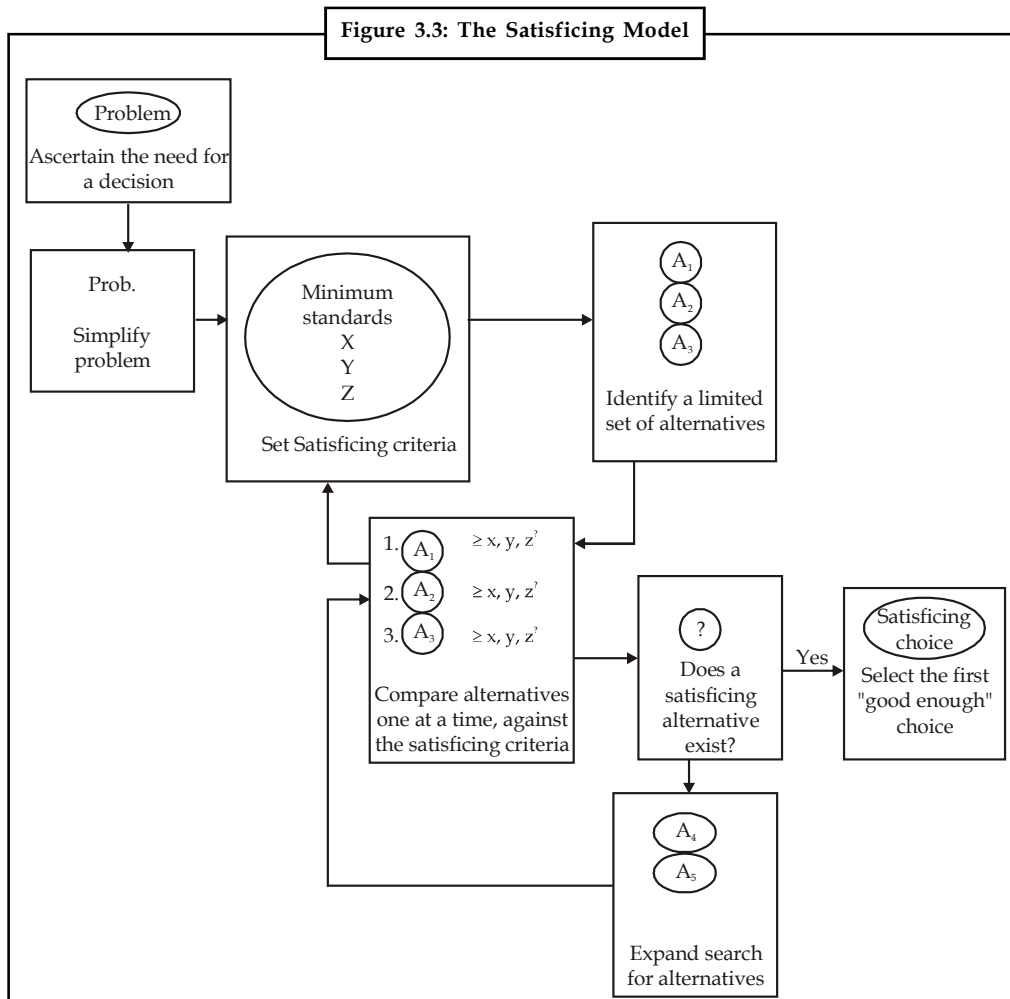 Figure 3.3: The Satisficing Model
Problem
Ascertain the need for
a decision
Prob.
Simplify
problem
Minimum
standards
X
Y
Z
Set Satisficing criteria
A₁
A₂
A₃
Identify a limited
set of alternatives
1. A₁ ≥ x, y, z?
2. A₂ ≥ x, y, z?
3. A₃ ≥ x, y, z?
Compare alternatives
one at a time, against
the satisficing criteria
?
Does a
satisficing
alternative
exist?
Yes
Satisficing
choice
Select the first
"good enough"
choice
A₄
A₅
Expand search
for alternatives